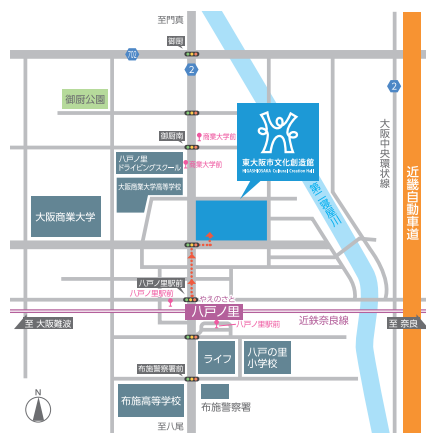 至門真
御厨
702
2
2
御厨公園
御厨南
商業大学前
八戸ノ里
ドライビングスクール
商業大学前
大阪商業大学高等学校
大阪商業大学
東大阪市文化創造館
HIGASHIOSAKA Cultural Creation Hall
大阪中央環状線
近畿自動車道
第二寝屋川
八戸ノ里駅前
八戸ノ里駅前
やえのさと
八戸ノ里
近鉄奈良線
至 大阪難波
至 奈良
八戸ノ里駅前
ライフ
八戸の里
小学校
布施警察署前
布施高等学校
布施警察署
至八尾
N